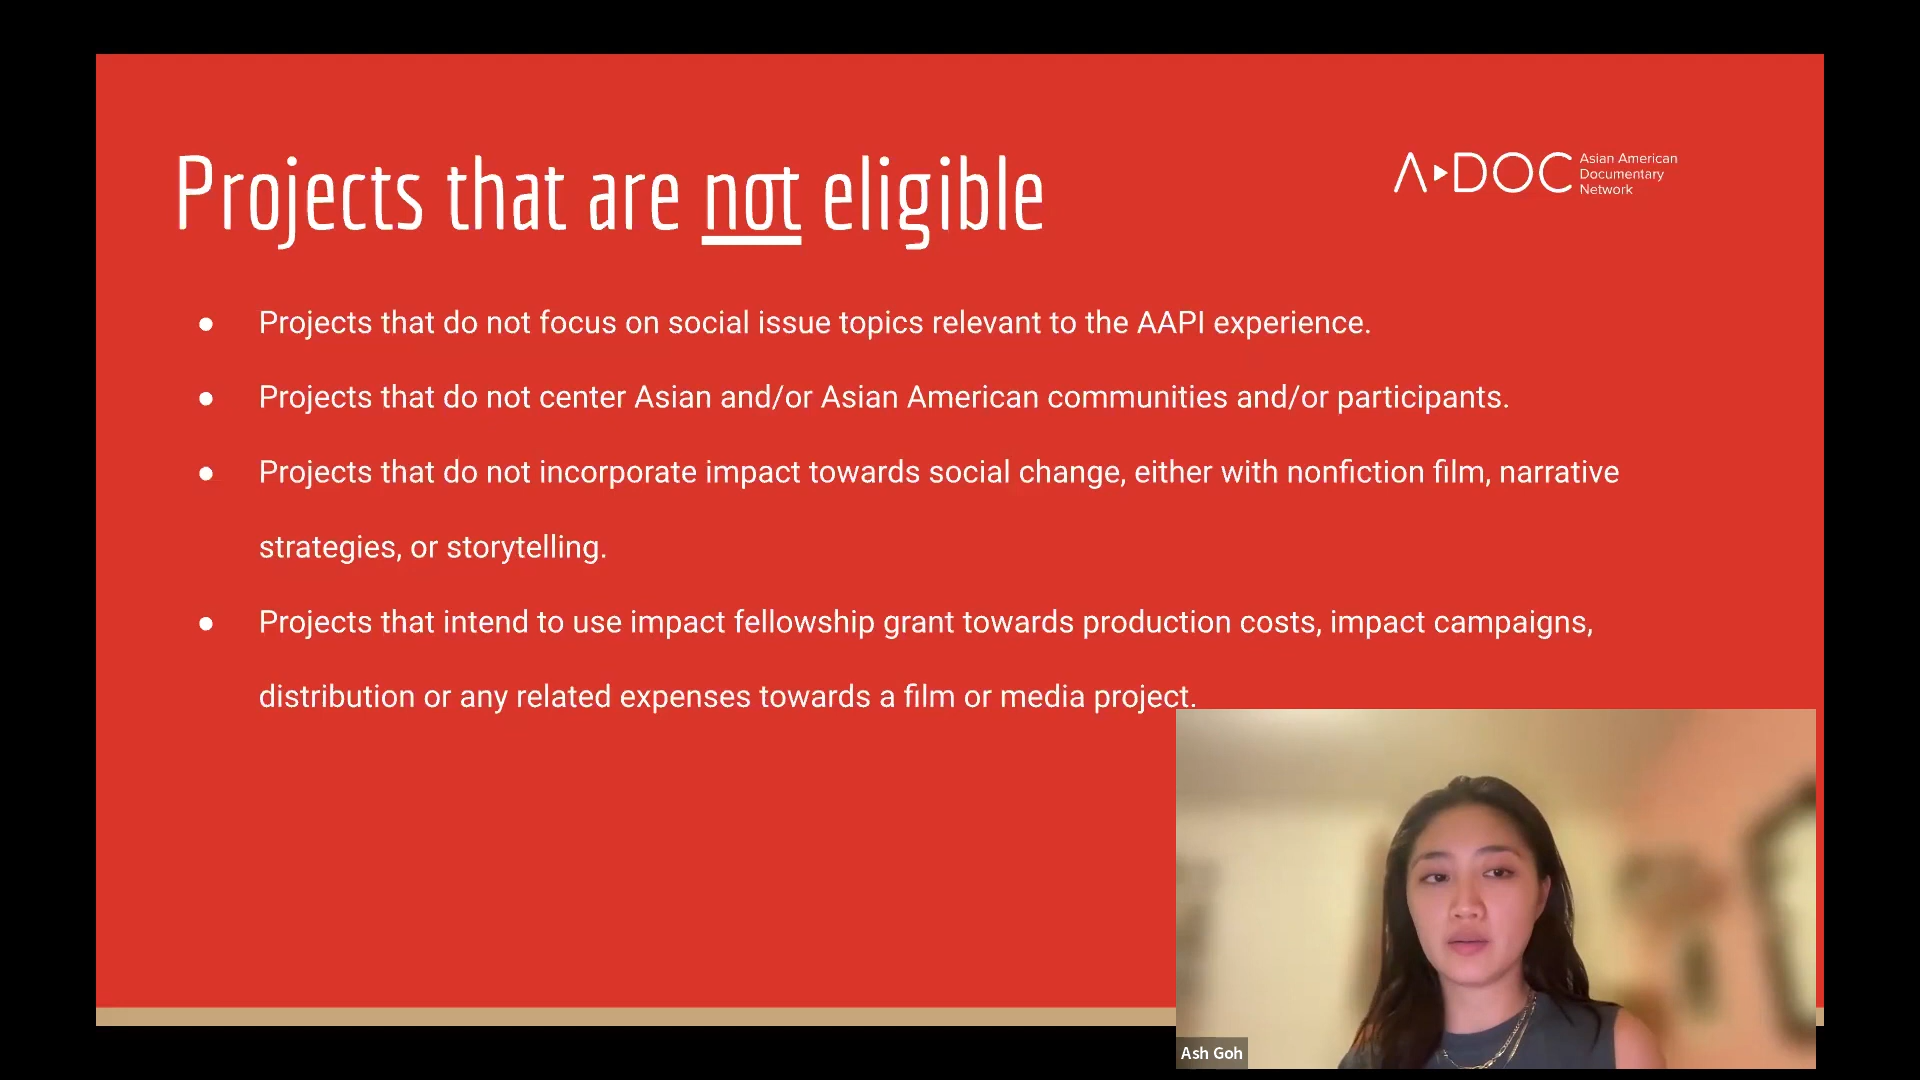 Projects that are not eligible
A▸DOC Asian American
Documentary
Network
● Projects that do not focus on social issue topics relevant to the AAPI experience.
● Projects that do not center Asian and/or Asian American communities and/or participants.
● Projects that do not incorporate impact towards social change, either with nonfiction film, narrative
strategies, or storytelling.
● Projects that intend to use impact fellowship grant towards production costs, impact campaigns,
distribution or any related expenses towards a film or media project.
Ash Goh